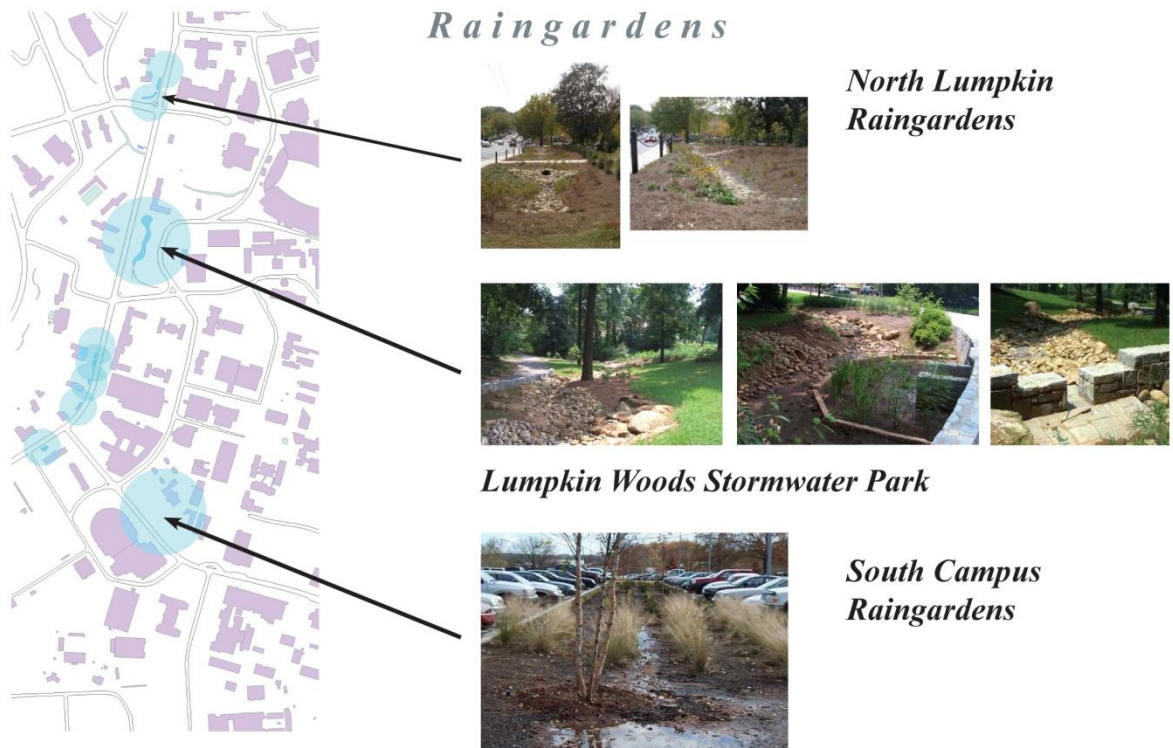 Raingardens
North Lumpkin
Raingardens
Lumpkin Woods Stormwater Park
South Campus
Raingardens